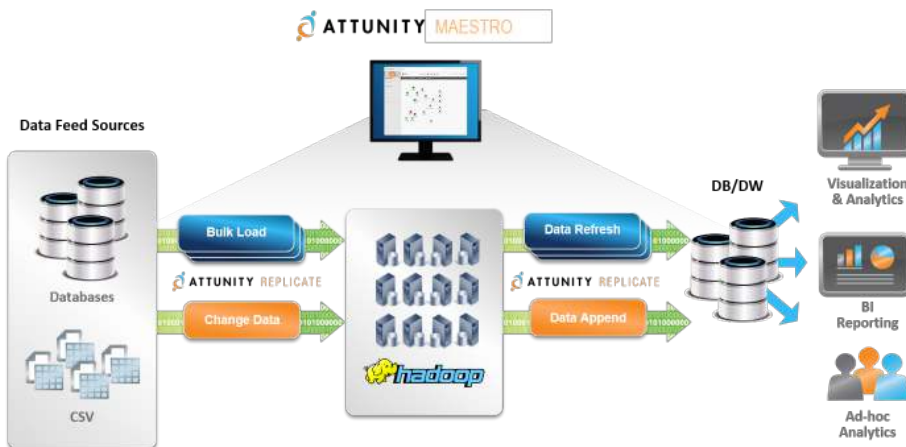 ATTUNITY MAESTRO
Data Feed Sources
Databases
CSV
Bulk Load
ATTUNITY REPLICATE
Change Data
hadoop
Data Refresh
ATTUNITY REPLICATE
Data Append
DB/DW
Visualization
& Analytics
BI
Reporting
Ad-hoc
Analytics